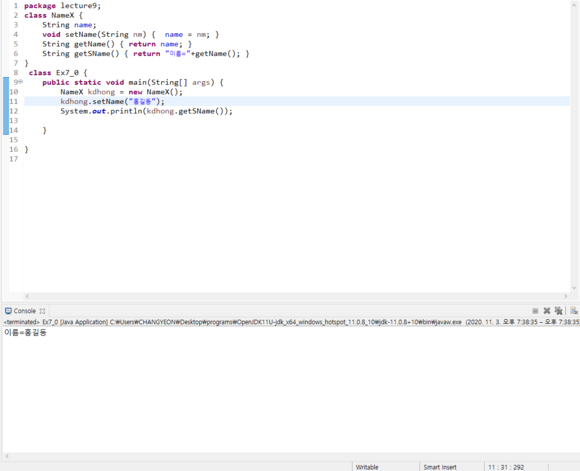 1 package lecture9;
2 class NameX {
3 String name;
4 void setName(String nm) { name = nm; }
5 String getName() { return name; }
6 String getSName() { return "이름="+getName(); }
7 }
8 class Ex7_0 {
9 public static void main(String[] args) {
10 NameX kdhong = new NameX();
11 kdhong.setName("홍길동");
12 System.out.println(kdhong.getSName());
13
14 }
15
16 }
17
Console
<terminated> Ex7_0 [Java Application] C:₩Users₩CHANGYEON₩Desktop₩programs₩OpenJDK11U-jdk_x64_windows_hotspot_11.0.8_10₩jdk-11.0.8+10₩bin₩javaw.exe (2020. 11. 3. 오후 7:38:35 – 오후 7:38:35
이름=홍길동
Writable Smart Insert 11 : 31 : 292